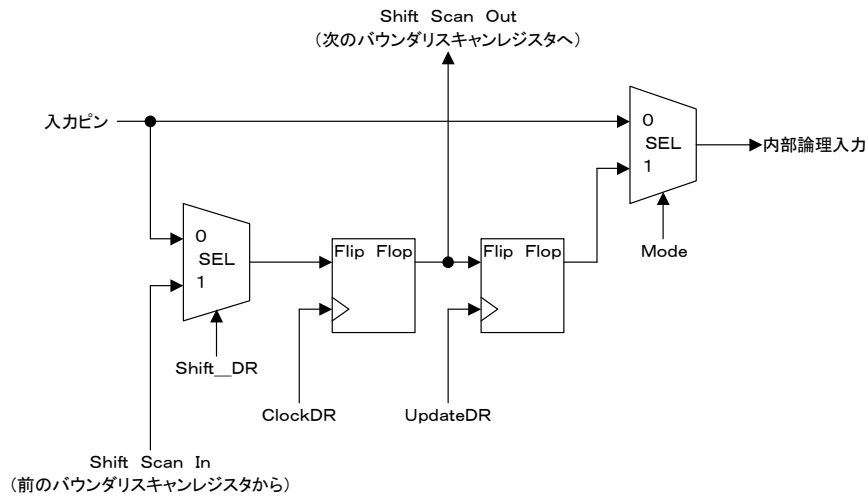 Shift Scan Out
（次のバウンダリスキャンレジスタへ）
入力ピン
0
SEL
1
内部論理入力
Mode
0
SEL
1
Flip Flop
Flip Flop
Shift__DR
ClockDR
UpdateDR
Shift Scan In
（前のバウンダリスキャンレジスタから）